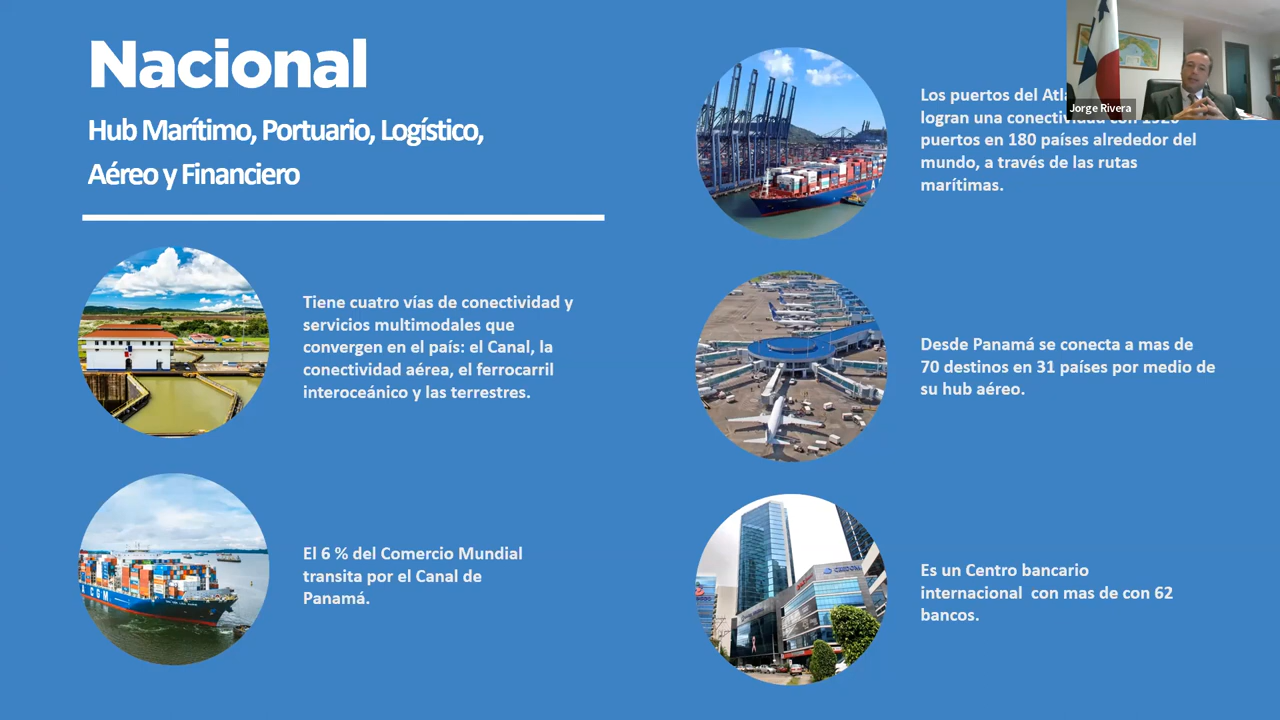 Nacional
Hub Marítimo, Portuario, Logístico,
Aéreo y Financiero
Tiene cuatro vías de conectividad y
servicios multimodales que
convergen en el país: el Canal, la
conectividad aérea, el ferrocarril
interoceánico y las terrestres.
El 6 % del Comercio Mundial
transita por el Canal de
Panamá.
Los puertos del
logran una
puertos en 180 países alrededor del
mundo, a través de las rutas
marítimas.
Desde Panamá se conecta a mas de
70 destinos en 31 países por medio de
su hub aéreo.
Es un Centro bancario
internacional con mas de con 62
bancos.
Jorge Rivera
CGM